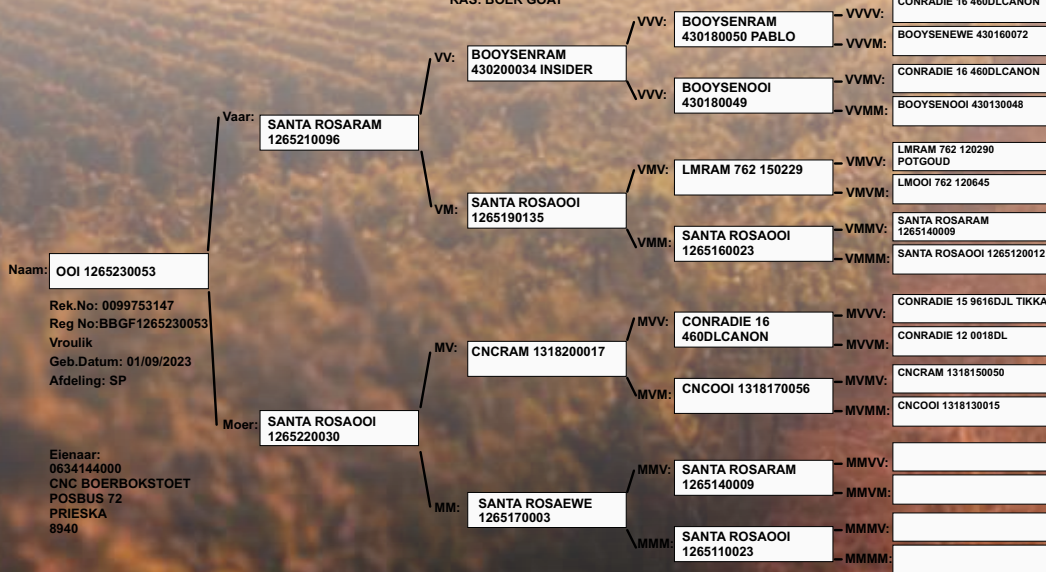 RAS: BOER GOAT
Naam:
OOI 1265230053
Rek.No: 0099753147
Reg No:BBGF1265230053
Vroulik
Geb.Datum: 01/09/2023
Afdeling: SP
Eienaar:
0634144000
CNC BOERBOKSTOET
POSBUS 72
PRIESKA
8940
Vaar:
SANTA ROSARAM
1265210096
Moer:
SANTA ROSAOOI
1265220030
VV:
BOOYSENRAM
430200034 INSIDER
VM:
SANTA ROSAOOI
1265190135
MV:
CNCRAM 1318200017
MM:
SANTA ROSAEWE
1265170003
VVV:
BOOYSENRAM
430180050 PABLO
VVV:
BOOYSENOOI
430180049
VMV:
LMRAM 762 150229
VMM:
SANTA ROSAOOI
1265160023
MVV:
CONRADIE 16
460DLCANON
MVM:
CNCOOI 1318170056
MMV:
SANTA ROSARAM
1265140009
MMM:
SANTA ROSAOOI
1265110023
VVVV:
CONRADIE 16 460DLCANON
VVVM:
BOOYSENEWE 430160072
VVMV:
CONRADIE 16 460DLCANON
VVMM:
BOOYSENOOI 430130048
VMVV:
LMRAM 762 120290
POTGOUD
VMVM:
LMOOI 762 120645
VMMV:
SANTA ROSARAM
1265140009
VMMM:
SANTA ROSAOOI 1265120012
MVVV:
CONRADIE 15 9616DJL TIKKA
MVVM:
CONRADIE 12 0018DL
MVMV:
CNCRAM 1318150050
MVMM:
CNCOOI 1318130015
MMVV:
MMVM:
MMMV:
MMMM: